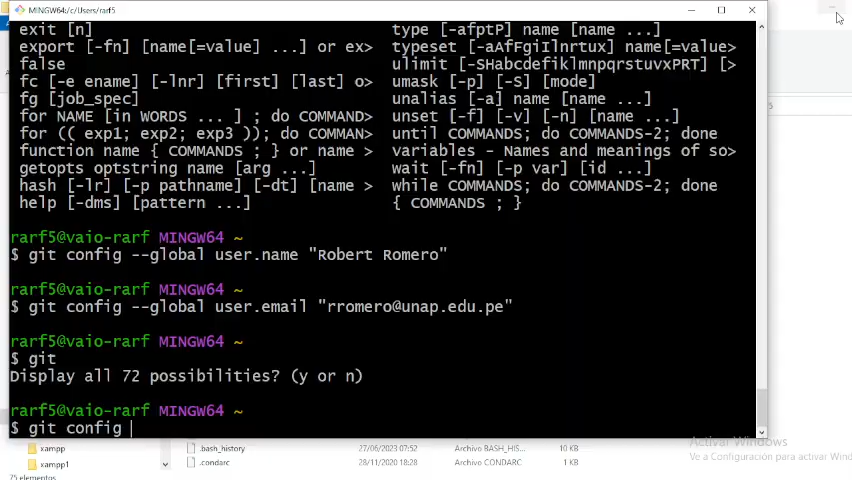 MINGW64:/c/Users/rarf5
exit [n] type [-afptP] name [name ...]
export [-fn] [name[=value] ...] or ex> typeset [-aAfFgiIlnrtux] name[=value>
false ulimit [-SHabcdefiklmnpqrstuvxPRT] [>
fc [-e ename] [-lnr] [first] [last] o> umask [-p] [-S] [mode]
fg [job_spec] unalias [-a] name [name ...]
for NAME [in WORDS ... ] ; do COMMAND> unset [-f] [-v] [-n] [name ...]
for (( exp1; exp2; exp3 )); do COMMAN> until COMMANDS; do COMMANDS-2; done
function name { COMMANDS ; } or name > variables - Names and meanings of so>
getopts optstring name [arg ...] wait [-fn] [-p var] [id ...]
hash [-lr] [-p pathname] [-dt] [name > while COMMANDS; do COMMANDS-2; done
help [-dms] [pattern ...] { COMMANDS ; }
rarf5@vaio-rarf MINGW64 ~
$ git config --global user.name "Robert Romero"
rarf5@vaio-rarf MINGW64 ~
$ git config --global user.email "rromero@unap.edu.pe"
rarf5@vaio-rarf MINGW64 ~
$ git
Display all 72 possibilities? (y or n)
rarf5@vaio-rarf MINGW64 ~
$ git config
xampp .bash_history 27/06/2023 07:52 Archivo BASH_HIS... 10 KB
xampp1 .condarc 28/11/2020 18:28 Archivo CONDARC 1 KB
75 elementos
Activar Windows
Ve a Configuración para activar Wind